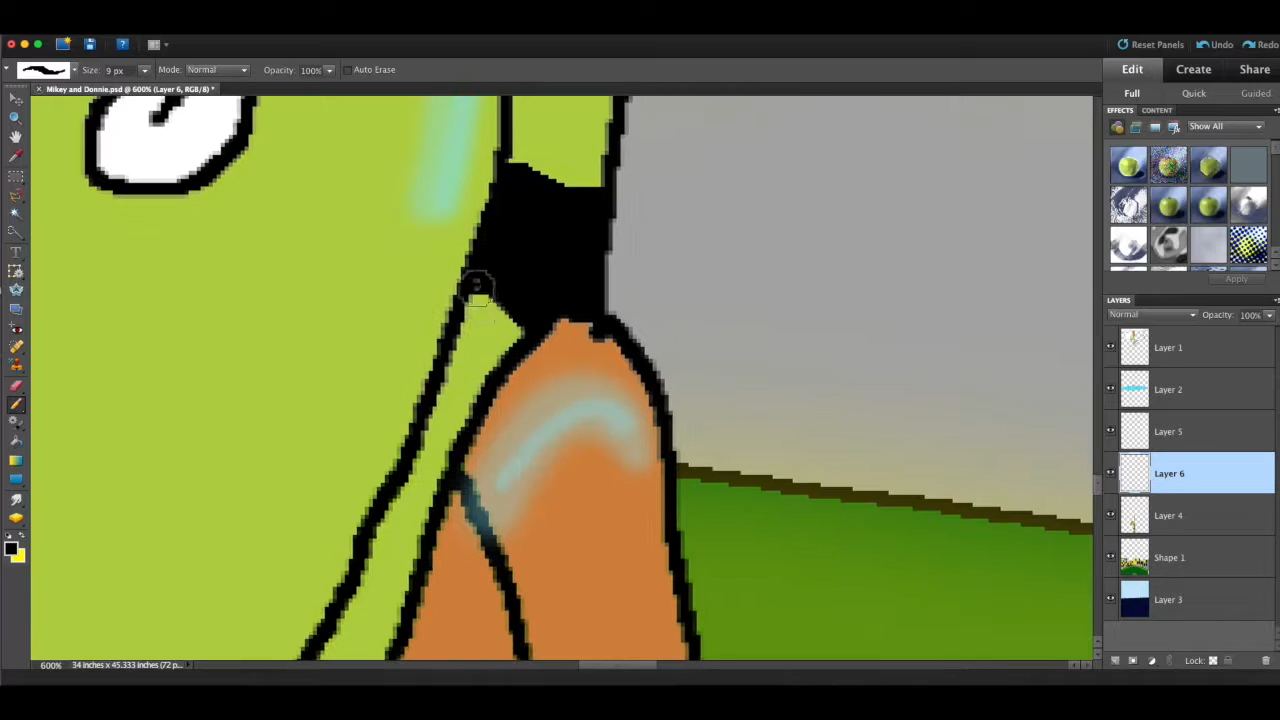 Reset Panels Undo Redo
Size: 9 px Mode: Normal Opacity: 100% Auto Erase
Edit Create Share
Mikey and Donnie.psd @ 600% (Layer 6, RGB/8) *
Full Quick Guided
EFFECTS CONTENT
Show All
Apply
LAYERS
Normal Opacity: 100%
Layer 1
Layer 2
Layer 5
Layer 6
Layer 4
Shape 1
Layer 3
600% 34 inches x 45.333 inches (72 p...
Lock: